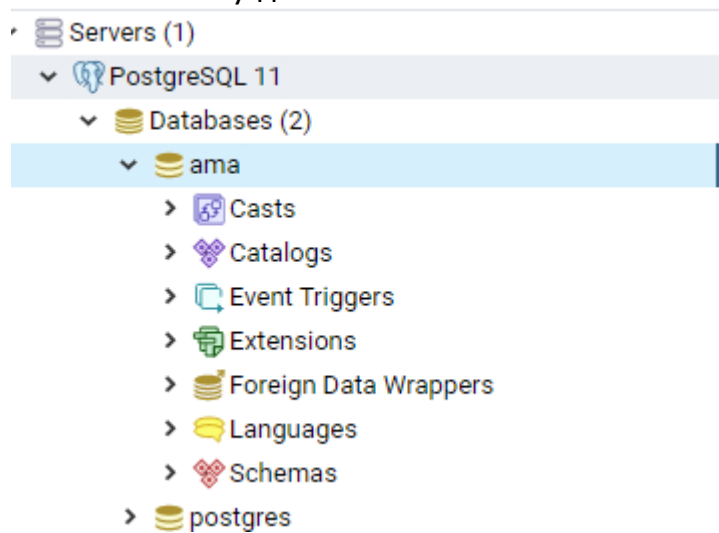 Servers (1)
PostgreSQL 11
Databases (2)
ama
Casts
Catalogs
Event Triggers
Extensions
Foreign Data Wrappers
Languages
Schemas
postgres